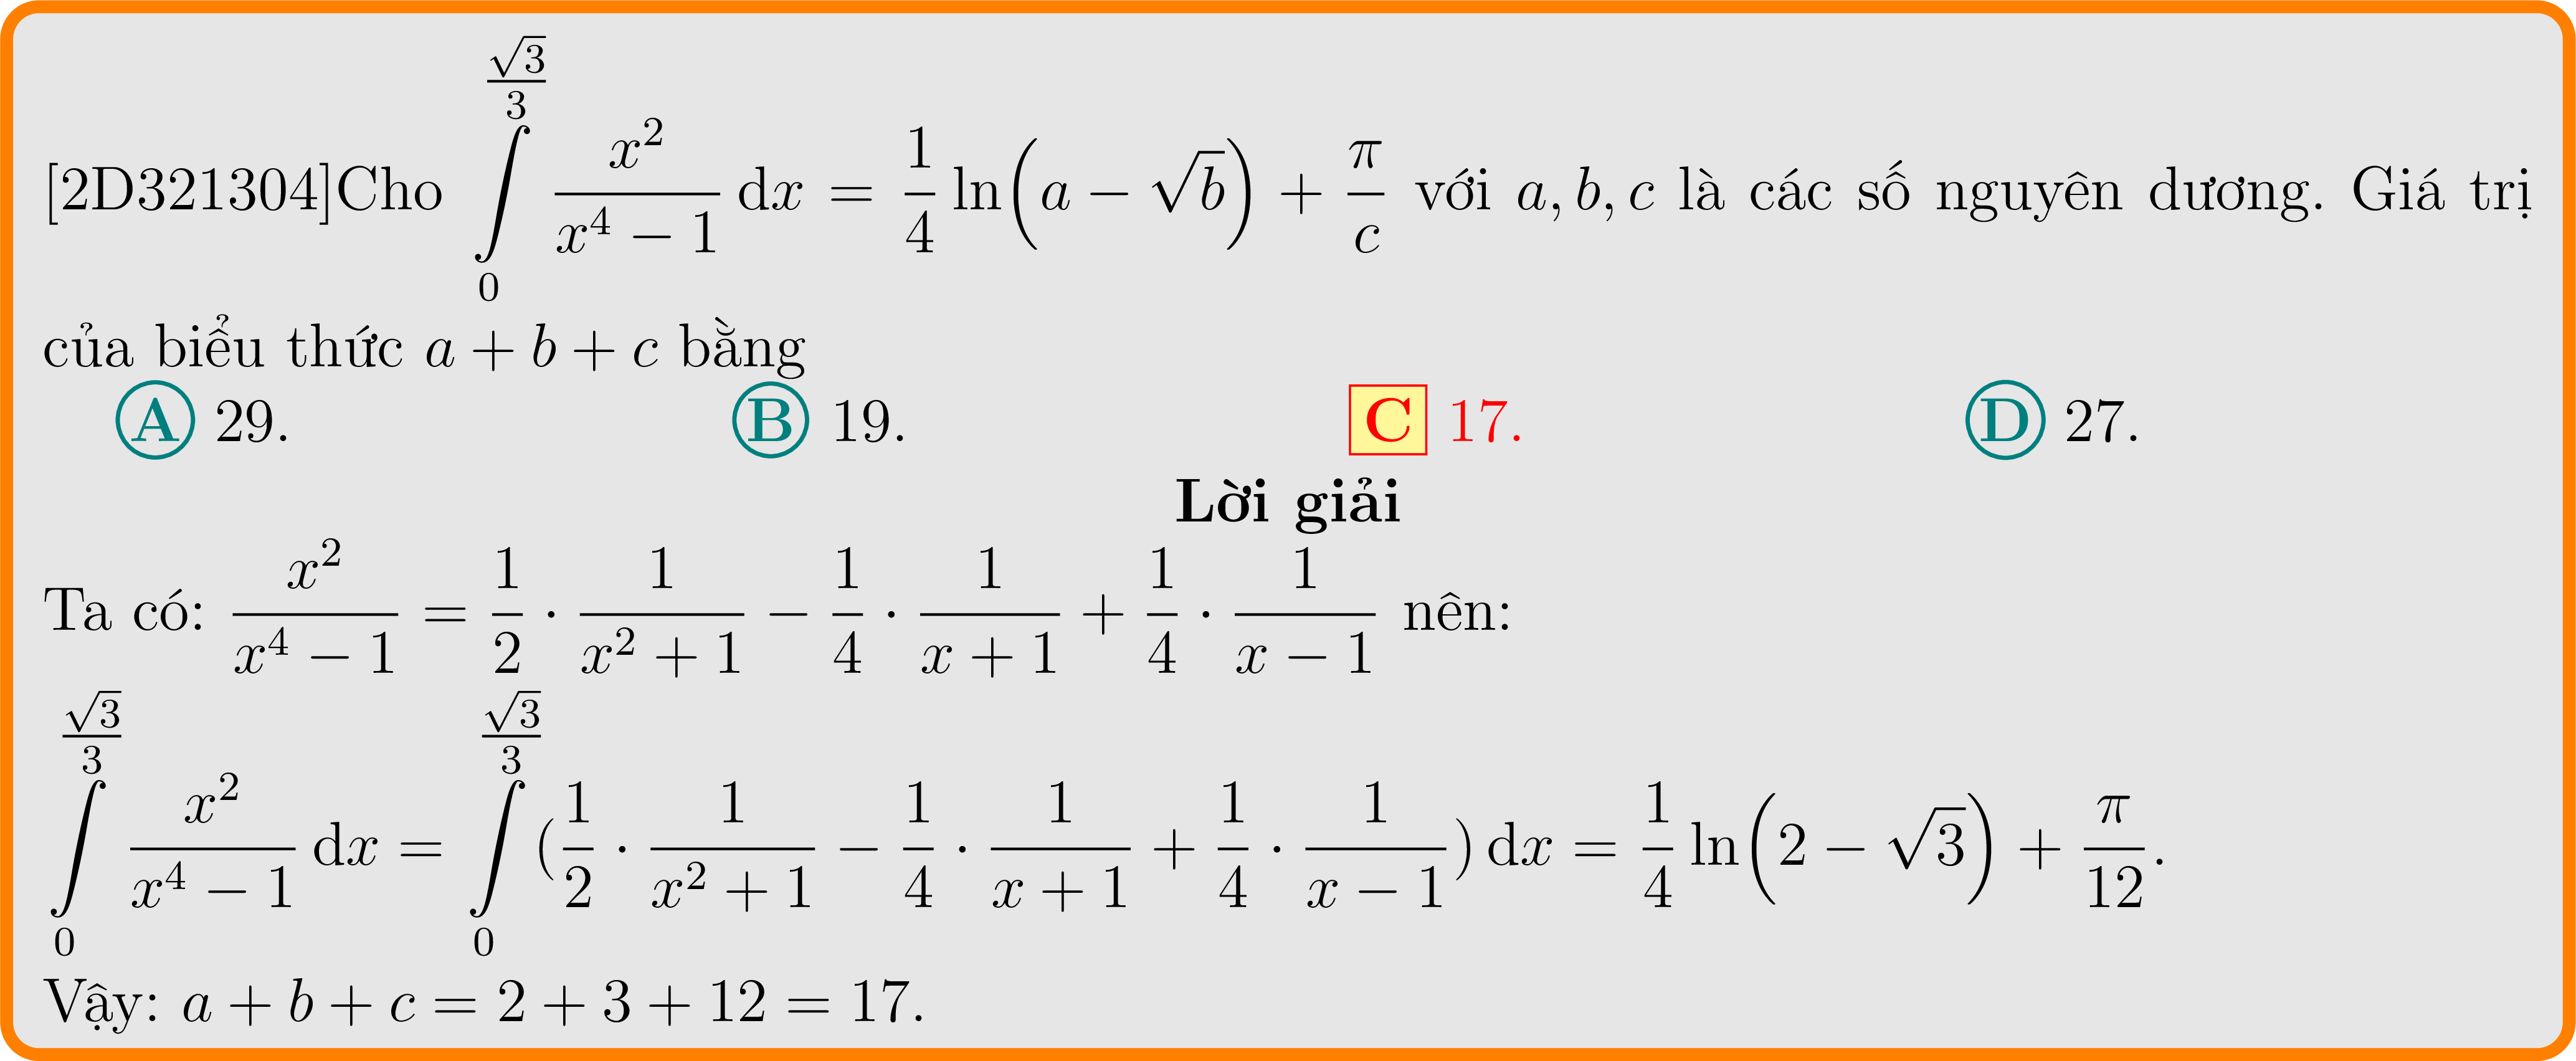 [2D321304]Cho $\int\limits_{0}^{\frac{\sqrt{3}}{3}} \frac{x^2}{x^4-1}\,\mathrm{d}x = \frac{1}{4}\ln\left(a-\sqrt{b}\right)+\frac{\pi}{c}$ với $a, b, c$ là các số nguyên dương. Giá trị
của biểu thức $a+b+c$ bằng
A 29. B 19. C 17. D 27.
Lời giải
Ta có: $\frac{x^2}{x^4-1} = \frac{1}{2}\cdot\frac{1}{x^2+1}-\frac{1}{4}\cdot\frac{1}{x+1}+\frac{1}{4}\cdot\frac{1}{x-1}$ nên:
$\int\limits_{0}^{\frac{\sqrt{3}}{3}} \frac{x^2}{x^4-1}\,\mathrm{d}x = \int\limits_{0}^{\frac{\sqrt{3}}{3}} (\frac{1}{2}\cdot\frac{1}{x^2+1}-\frac{1}{4}\cdot\frac{1}{x+1}+\frac{1}{4}\cdot\frac{1}{x-1})\,\mathrm{d}x = \frac{1}{4}\ln\left(2-\sqrt{3}\right)+\frac{\pi}{12}.$
Vậy: $a+b+c = 2+3+12 = 17.$